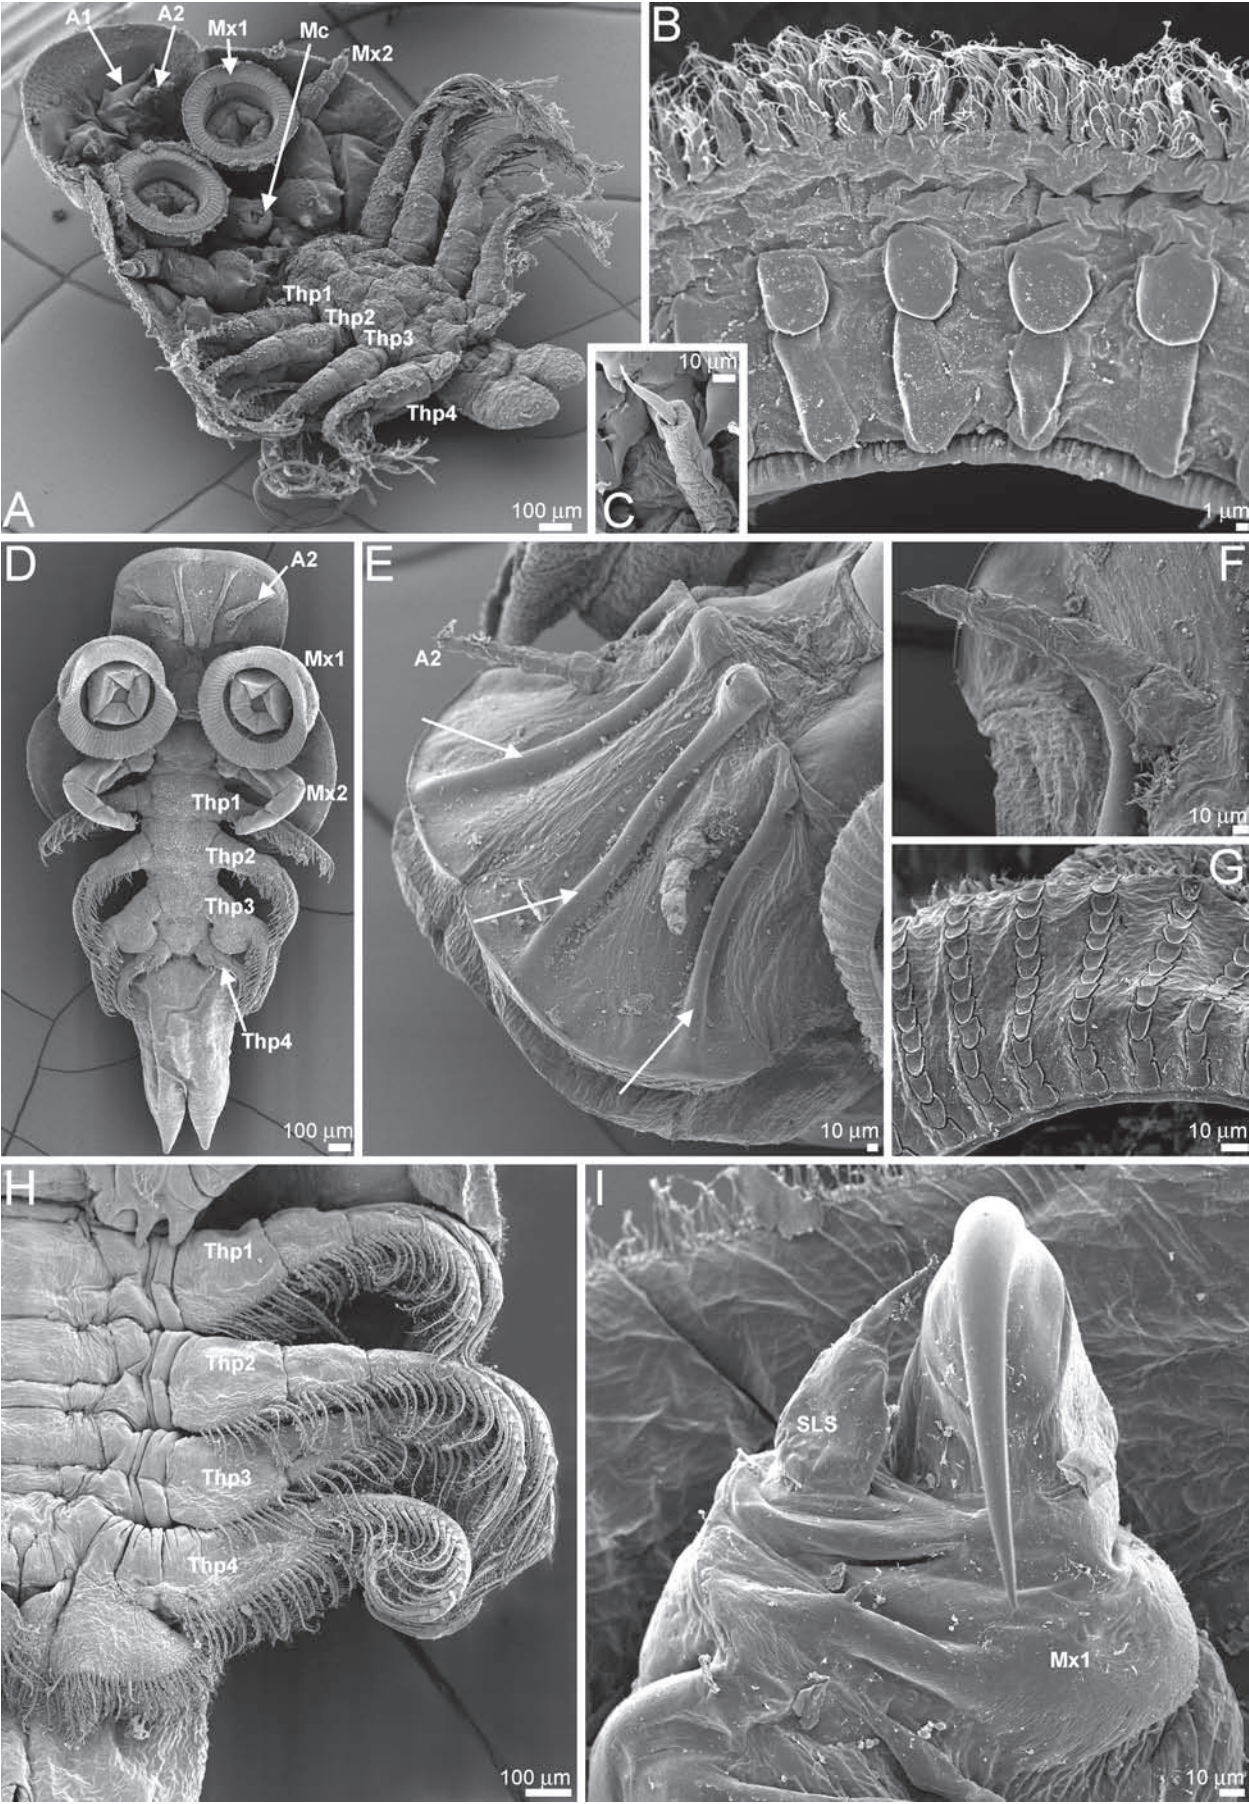 A1
A2
Mx1
Mc
Mx2
Thp1
Thp2
Thp3
Thp4
A
100 μm
B
1 μm
10 μm
C
D
A2
Mx1
Mx2
Thp1
Thp2
Thp3
Thp4
100 μm
E
A2
10 μm
F
10 μm
G
10 μm
H
Thp1
Thp2
Thp3
Thp4
100 μm
I
SLS
Mx1
10 μm